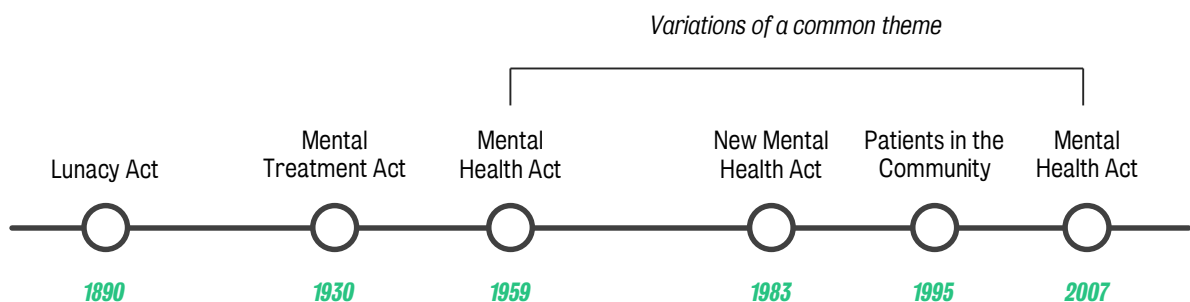 Variations of a common theme
Lunacy Act
Mental
Treatment Act
Mental
Health Act
New Mental
Health Act
Patients in the
Community
Mental
Health Act
1890
1930
1959
1983
1995
2007